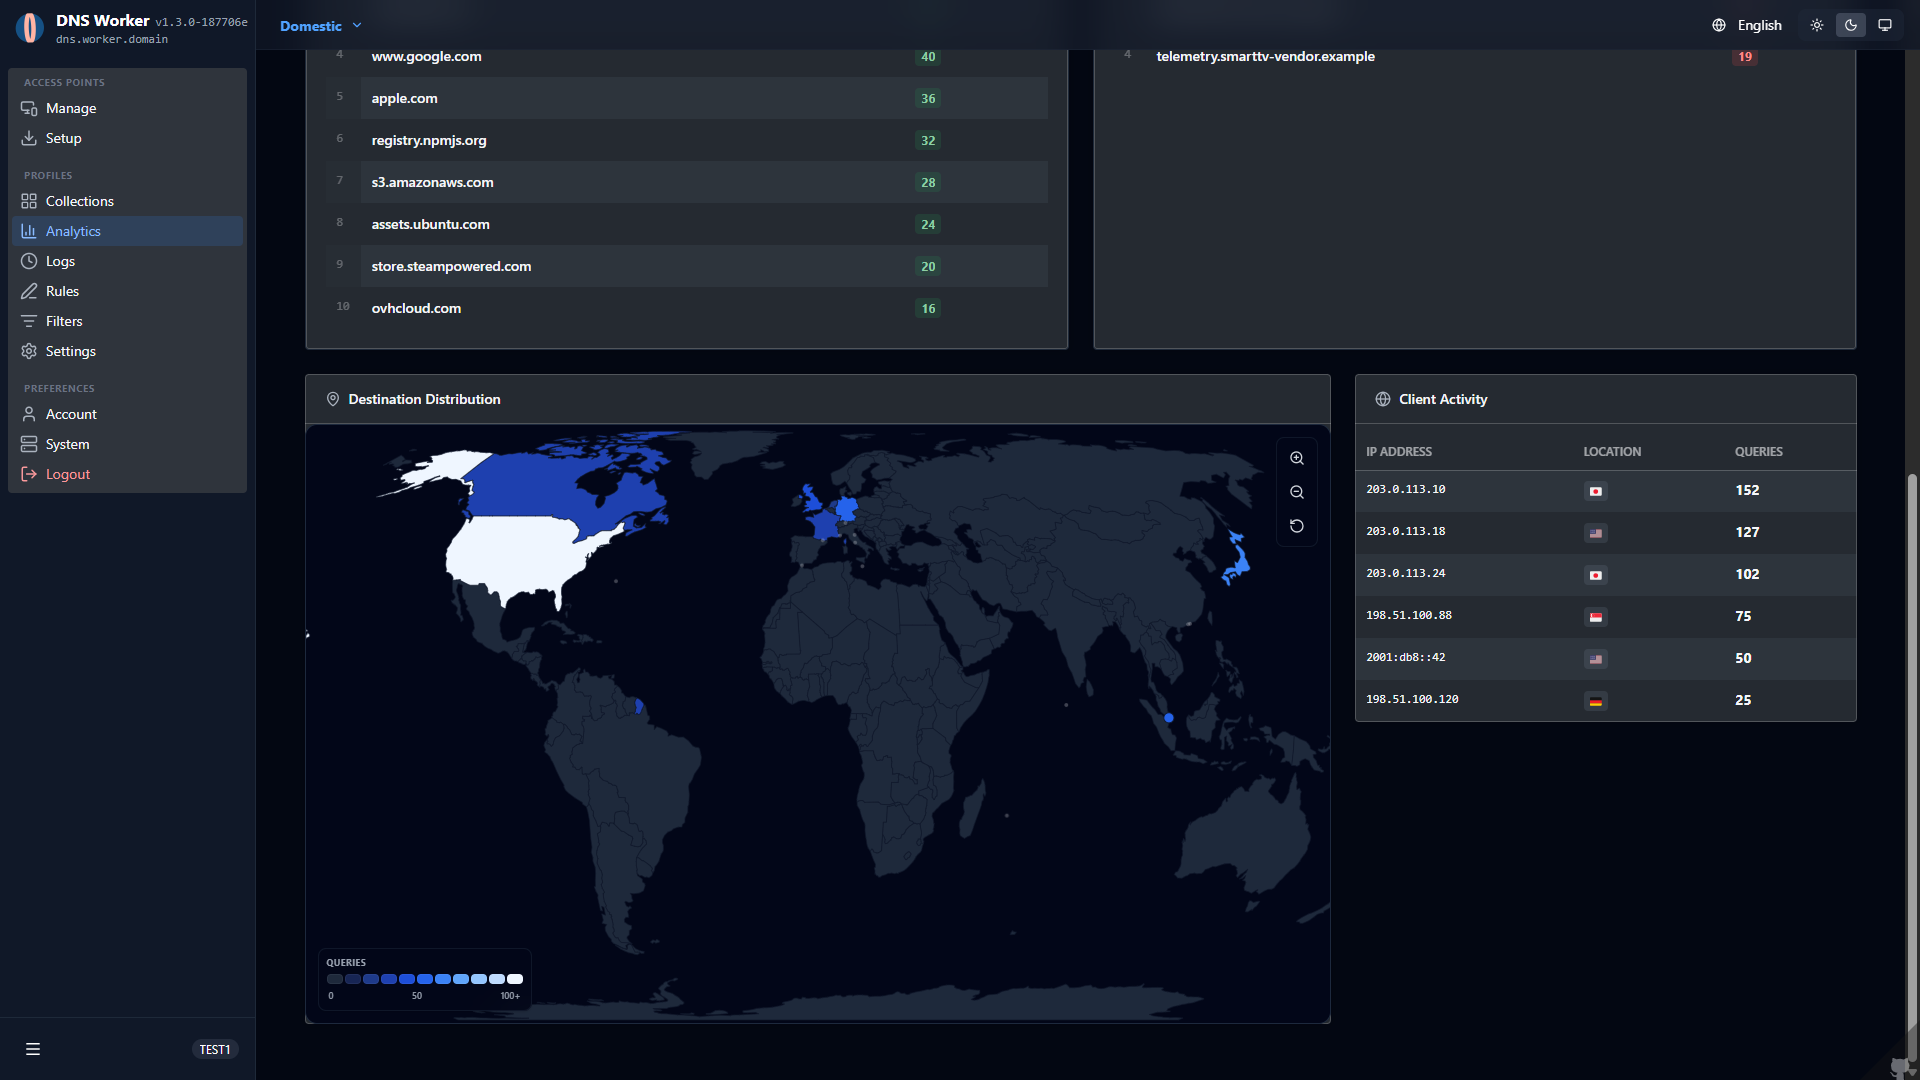 DNS Worker v1.3.0-187706e
dns.worker.domain
Domestic
English
ACCESS POINTS
Manage
Setup
PROFILES
Collections
Analytics
Logs
Rules
Filters
Settings
PREFERENCES
Account
System
Logout
TEST1
4 www.google.com 40
5 apple.com 36
6 registry.npmjs.org 32
7 s3.amazonaws.com 28
8 assets.ubuntu.com 24
9 store.steampowered.com 20
10 ovhcloud.com 16
4 telemetry.smarttv-vendor.example 19
Destination Distribution
QUERIES
0 50 100+
Client Activity
IP ADDRESS LOCATION QUERIES
203.0.113.10 152
203.0.113.18 127
203.0.113.24 102
198.51.100.88 75
2001:db8::42 50
198.51.100.120 25